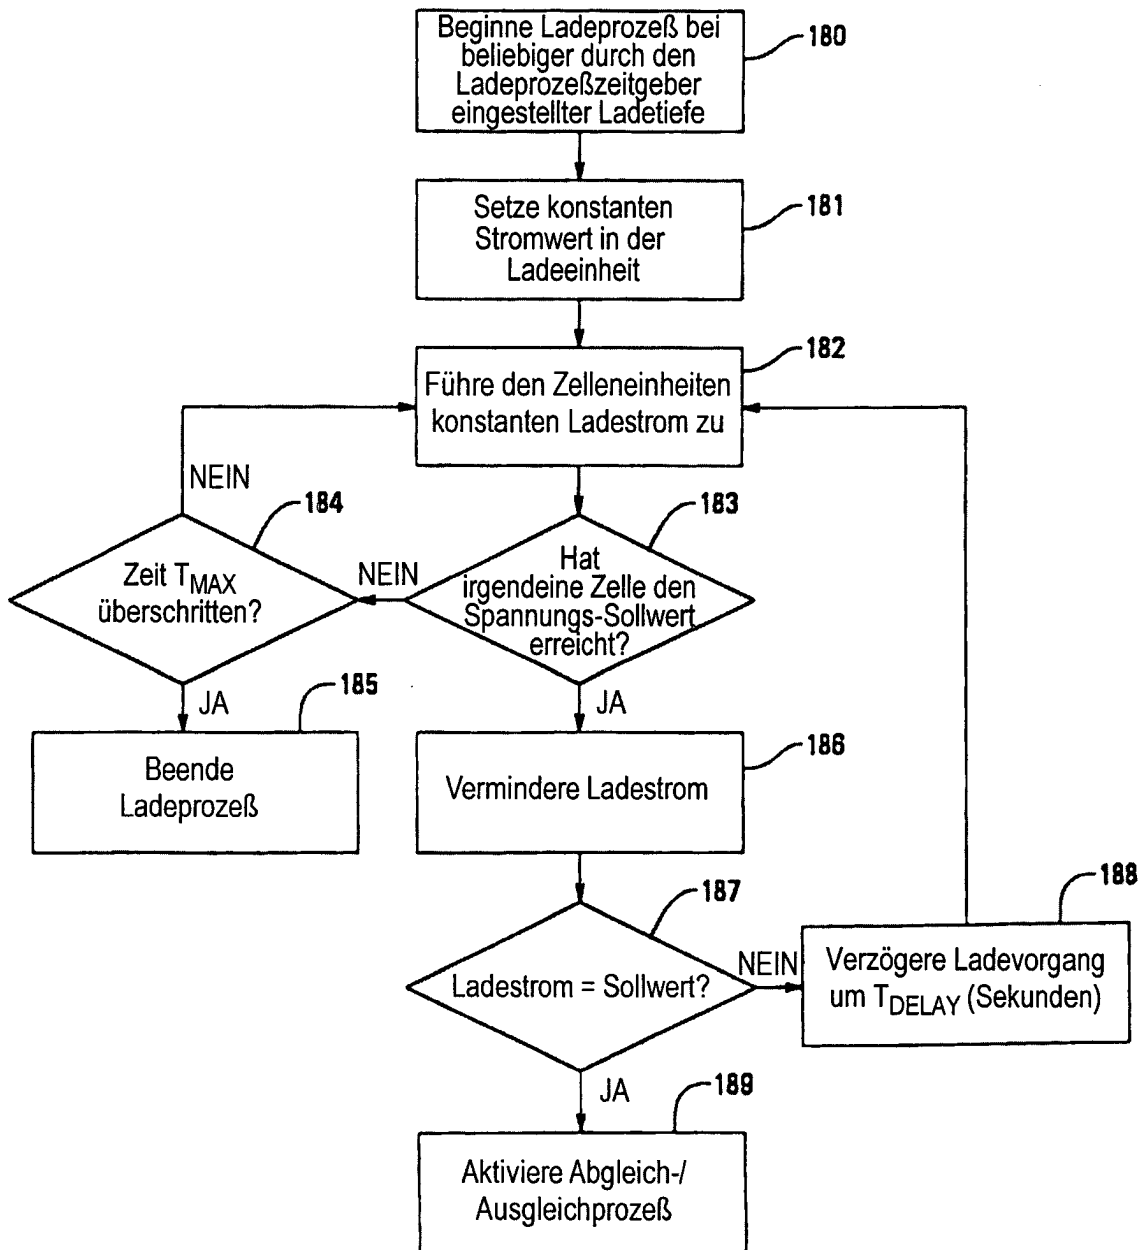 Beginne Ladeprozeß bei
beliebiger durch den
Ladeprozeßzeitgeber
eingestellter Ladetiefe
180
Setze konstanten
Stromwert in der
Ladeeinheit
181
Führe den Zelleneinheiten
konstanten Ladestrom zu
182
NEIN
184
Zeit T_MAX
überschritten?
NEIN
183
Hat
irgendeine Zelle den
Spannungs-Sollwert
erreicht?
JA
185
Beende
Ladeprozeß
JA
186
Vermindere Ladestrom
187
Ladestrom = Sollwert?
NEIN
188
Verzögere Ladevorgang
um T_DELAY (Sekunden)
JA
189
Aktiviere Abgleich-/
Ausgleichprozeß